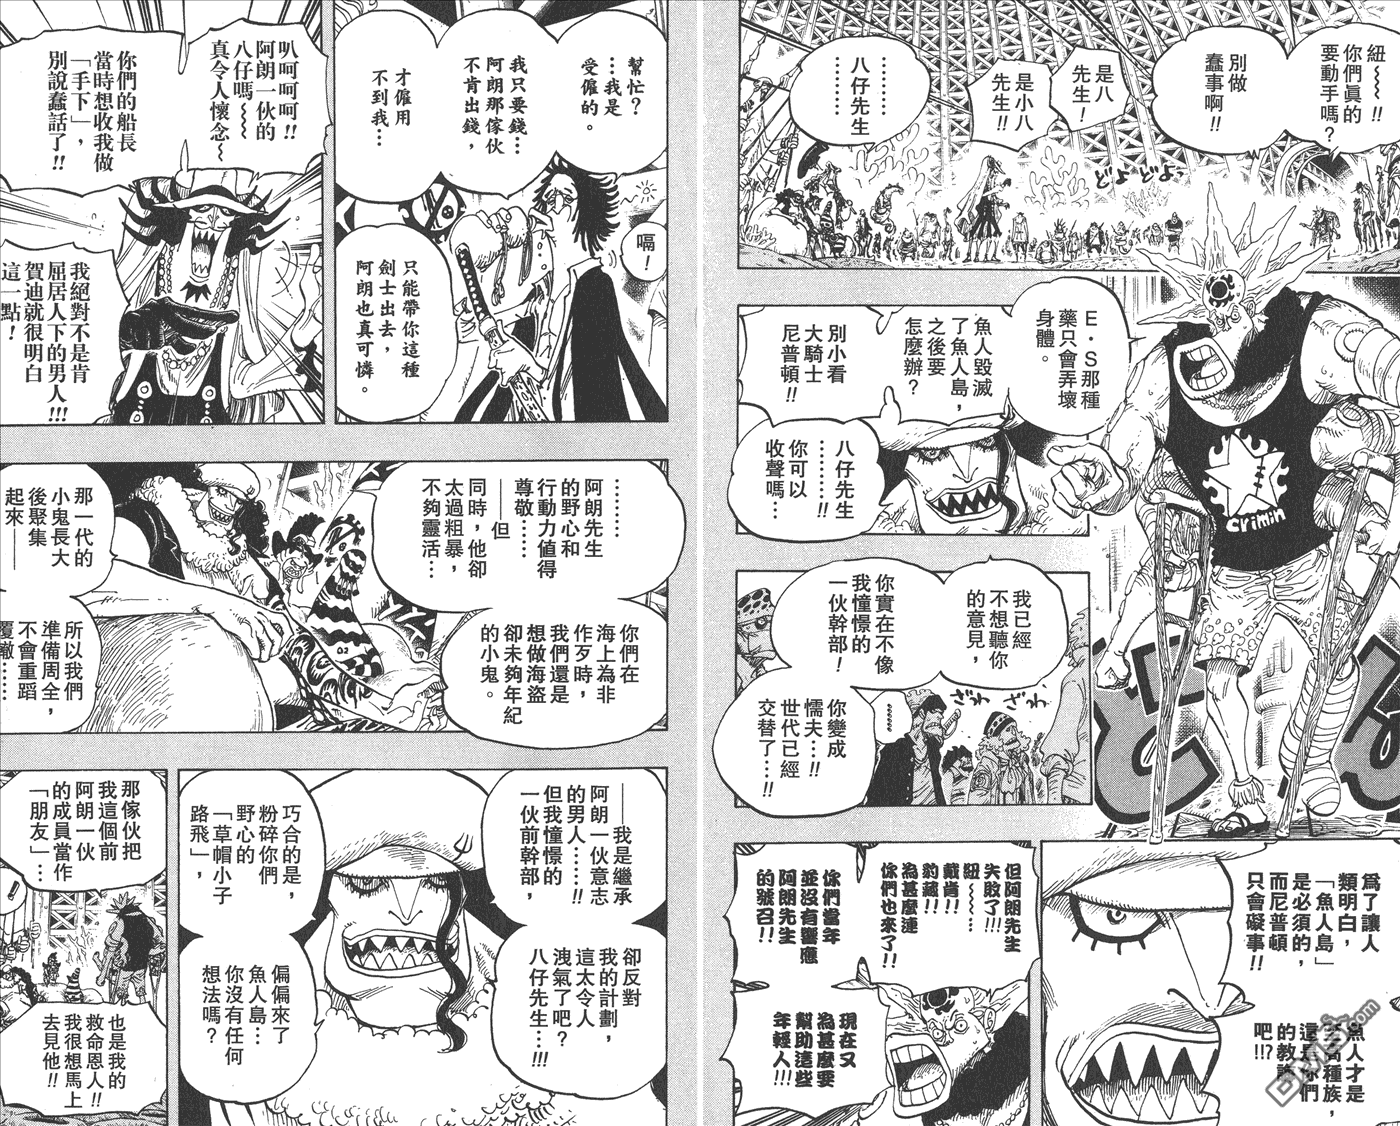 紐～～!!
你們真的
要動手嗎?
別做
蠢事啊!!
是八
先生!
是小八
先生!!
………
八仔先生
………
どよどよ…
E・S那種
藥只會弄壞
身體。
魚人毀滅
了魚人島，
之後要
怎麼辦?
別小看
大騎士
尼普頓!!
八仔先生
………
你可以
收聲嗎…
crimin
我已經
不想聽你
的意見，
你實在不像
我憧憬的
一伙幹部!
你變成
懦夫…!!
世代已經
交替了……!!
……
ざわ ざわ
為了讓人
類明白，
「魚人島」
是必須的，
而尼普頓
只會礙事!!
魚人才是
這是你們
的教誨
吧!!?
但阿朗先生
失敗了!!!
紐～～～
戴肖!!
豹藏!!
為甚麼連
你們也來了!!
你們當年
並沒有響應
阿朗先生
的號召!!
現在又
為甚麼要
幫助這些
年輕人!!!
幫忙?
…我是
受僱的。
我只要錢…
阿朗那傢伙
不肯出錢，
才僱用
不到我…
嗝!
只能帶你這種
劍士出去，
阿朗也真可憐。
叭呵呵呵!!
阿朗一伙的
八仔嗎～～
真令人懷念～
你們的船長
當時想收我做
「手下」，
別說蠢話了!!
我絕對不是肯
屈居人下的男人!!!
賀迪就很明白
這一點!
………
阿朗先生
的野心和
行動力值得
尊敬……
──但
同時，他卻
太過粗暴，
不夠靈活…
你們在
海上為非
作歹時，
我們還是
想做海盜
卻未夠年紀
的小鬼。
那一代的
小鬼長大
後聚集
起來──
所以我們
準備周全，
不會重蹈
覆轍……
──我是繼承
阿朗一伙意志
的男人……!!
但我憧憬的
一伙前幹部，
卻反對
我的計劃，
這太令人
洩氣了吧?
八仔先生…!!!
巧合的是，
粉碎你們
野心的
「草帽小子
路飛」，
偏偏來了
魚人島…
你沒有任何
想法嗎?
那傢伙把
我這個前
阿朗一伙
的成員當作
「朋友」…
!
也是我的
救命恩人!!
我很想馬上
去見他!!